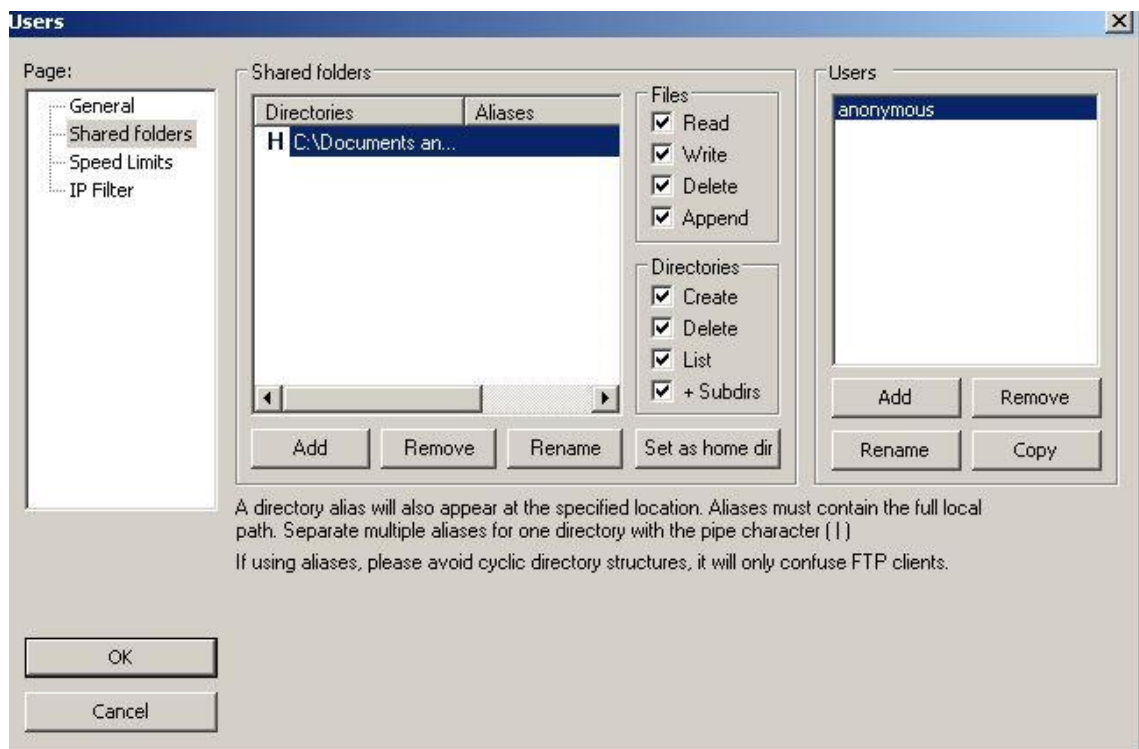 Users
Page:
General
Shared folders
Speed Limits
IP Filter
Shared folders
Directories Aliases
H C:\Documents an...
Files
Read
Write
Delete
Append
Directories
Create
Delete
List
+ Subdirs
Add Remove Rename Set as home dir
Users
anonymous
Add Remove
Rename Copy
A directory alias will also appear at the specified location. Aliases must contain the full local
path. Separate multiple aliases for one directory with the pipe character ( | )
If using aliases, please avoid cyclic directory structures, it will only confuse FTP clients.
OK
Cancel